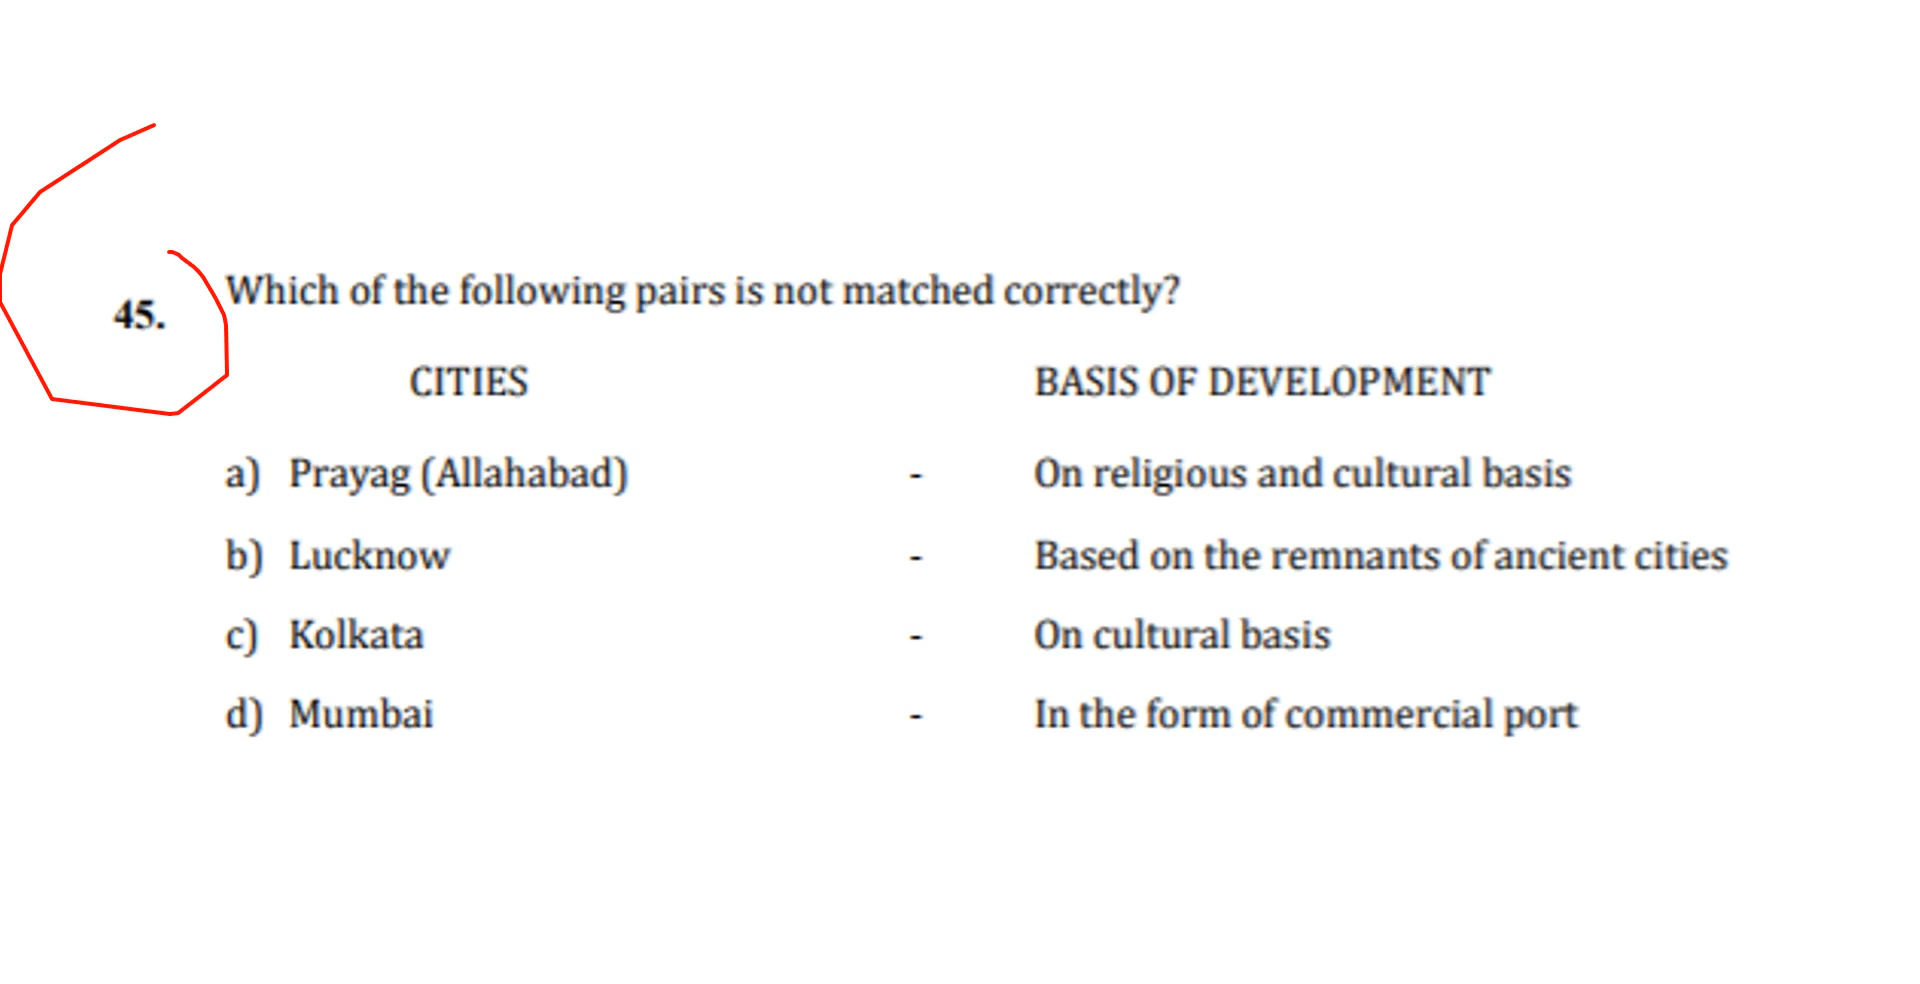 45. Which of the following pairs is not matched correctly?
CITIES BASIS OF DEVELOPMENT
a) Prayag (Allahabad) - On religious and cultural basis
b) Lucknow - Based on the remnants of ancient cities
c) Kolkata - On cultural basis
d) Mumbai - In the form of commercial port